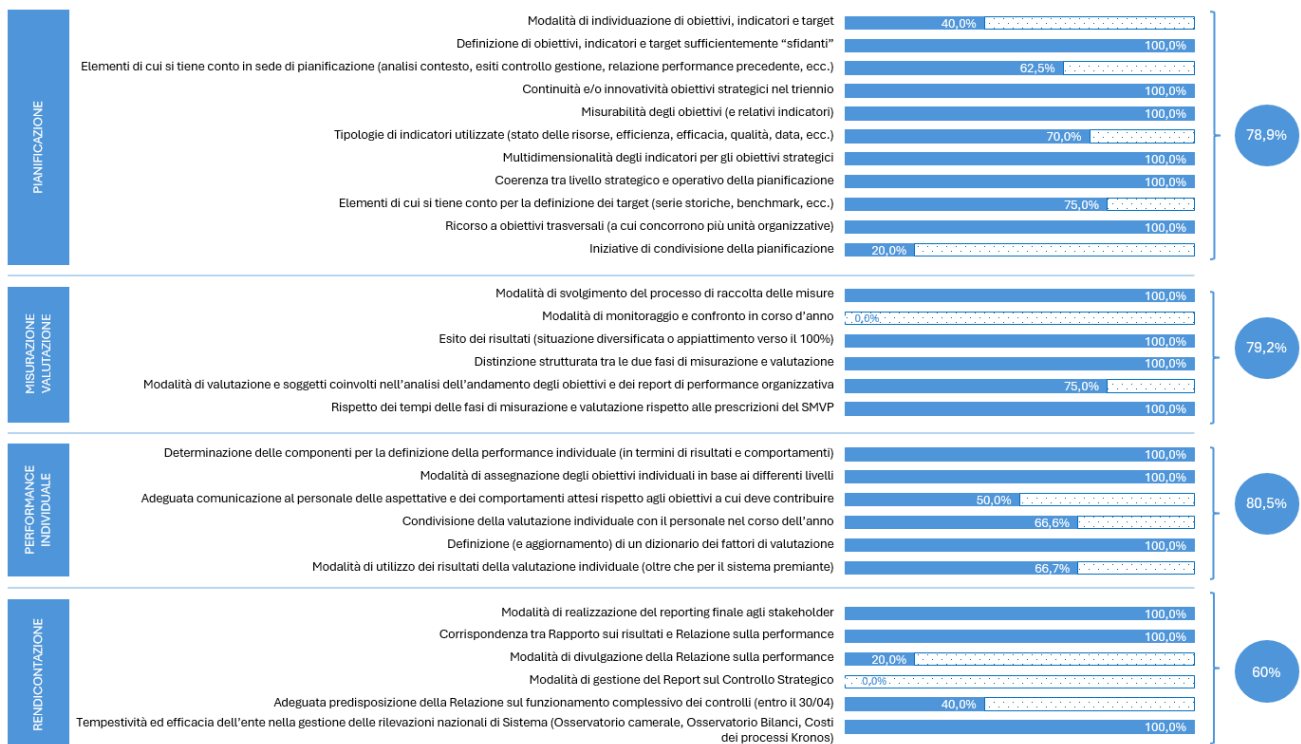 PIANIFICAZIONE
Modalità di individuazione di obiettivi, indicatori e target
40,0%
Definizione di obiettivi, indicatori e target sufficientemente “sfidanti”
100,0%
Elementi di cui si tiene conto in sede di pianificazione (analisi contesto, esiti controllo gestione, relazione performance precedente, ecc.)
62,5%
Continuità e/o innovatività obiettivi strategici nel triennio
100,0%
Misurabilità degli obiettivi (e relativi indicatori)
100,0%
Tipologie di indicatori utilizzate (stato delle risorse, efficienza, efficacia, qualità, data, ecc.)
70,0%
Multidimensionalità degli indicatori per gli obiettivi strategici
100,0%
Coerenza tra livello strategico e operativo della pianificazione
100,0%
Elementi di cui si tiene conto per la definizione dei target (serie storiche, benchmark, ecc.)
75,0%
Ricorso a obiettivi trasversali (a cui concorrono più unità organizzative)
100,0%
Iniziative di condivisione della pianificazione
20,0%
78,9%
MISURAZIONE
VALUTAZIONE
Modalità di svolgimento del processo di raccolta delle misure
100,0%
Modalità di monitoraggio e confronto in corso d’anno
0,0%
Esito dei risultati (situazione diversificata o appiattimento verso il 100%)
100,0%
Distinzione strutturata tra le due fasi di misurazione e valutazione
100,0%
Modalità di valutazione e soggetti coinvolti nell’analisi dell’andamento degli obiettivi e dei report di performance organizzativa
75,0%
Rispetto dei tempi delle fasi di misurazione e valutazione rispetto alle prescrizioni del SMVP
100,0%
79,2%
PERFORMANCE
INDIVIDUALE
Determinazione delle componenti per la definizione della performance individuale (in termini di risultati e comportamenti)
100,0%
Modalità di assegnazione degli obiettivi individuali in base ai differenti livelli
100,0%
Adeguata comunicazione al personale delle aspettative e dei comportamenti attesi rispetto agli obiettivi a cui deve contribuire
50,0%
Condivisione della valutazione individuale con il personale nel corso dell’anno
66,6%
Definizione (e aggiornamento) di un dizionario dei fattori di valutazione
100,0%
Modalità di utilizzo dei risultati della valutazione individuale (oltre che per il sistema premiante)
66,7%
80,5%
RENDICONTAZIONE
Modalità di realizzazione del reporting finale agli stakeholder
100,0%
Corrispondenza tra Rapporto sui risultati e Relazione sulla performance
100,0%
Modalità di divulgazione della Relazione sulla performance
20,0%
Modalità di gestione del Report sul Controllo Strategico
0,0%
Adeguata predisposizione della Relazione sul funzionamento complessivo dei controlli (entro il 30/04)
40,0%
Tempestività ed efficacia dell’ente nella gestione delle rilevazioni nazionali di Sistema (Osservatorio camerale, Osservatorio Bilanci, Costi
dei processi Kronos)
100,0%
60%